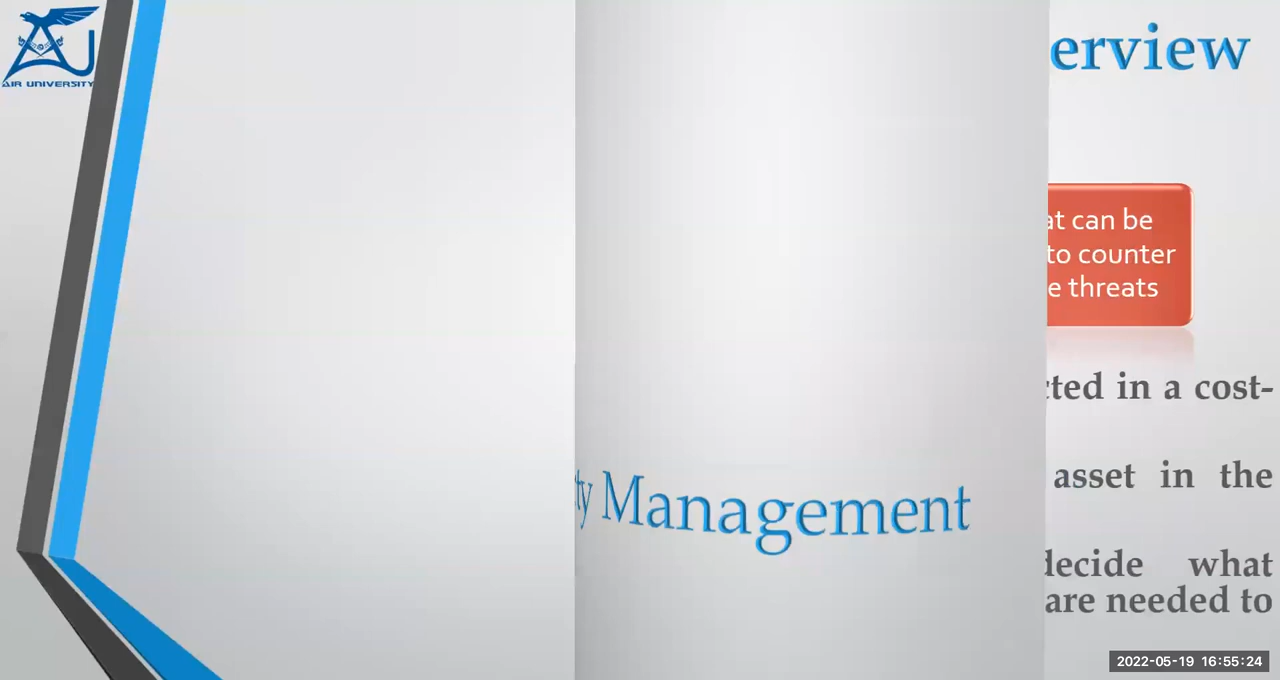 AIR UNIVERSITY
erview
at can be
to counter
e threats
cted in a cost-
asset in the
ty Management
decide what
are needed to
2022-05-19 16:55:24